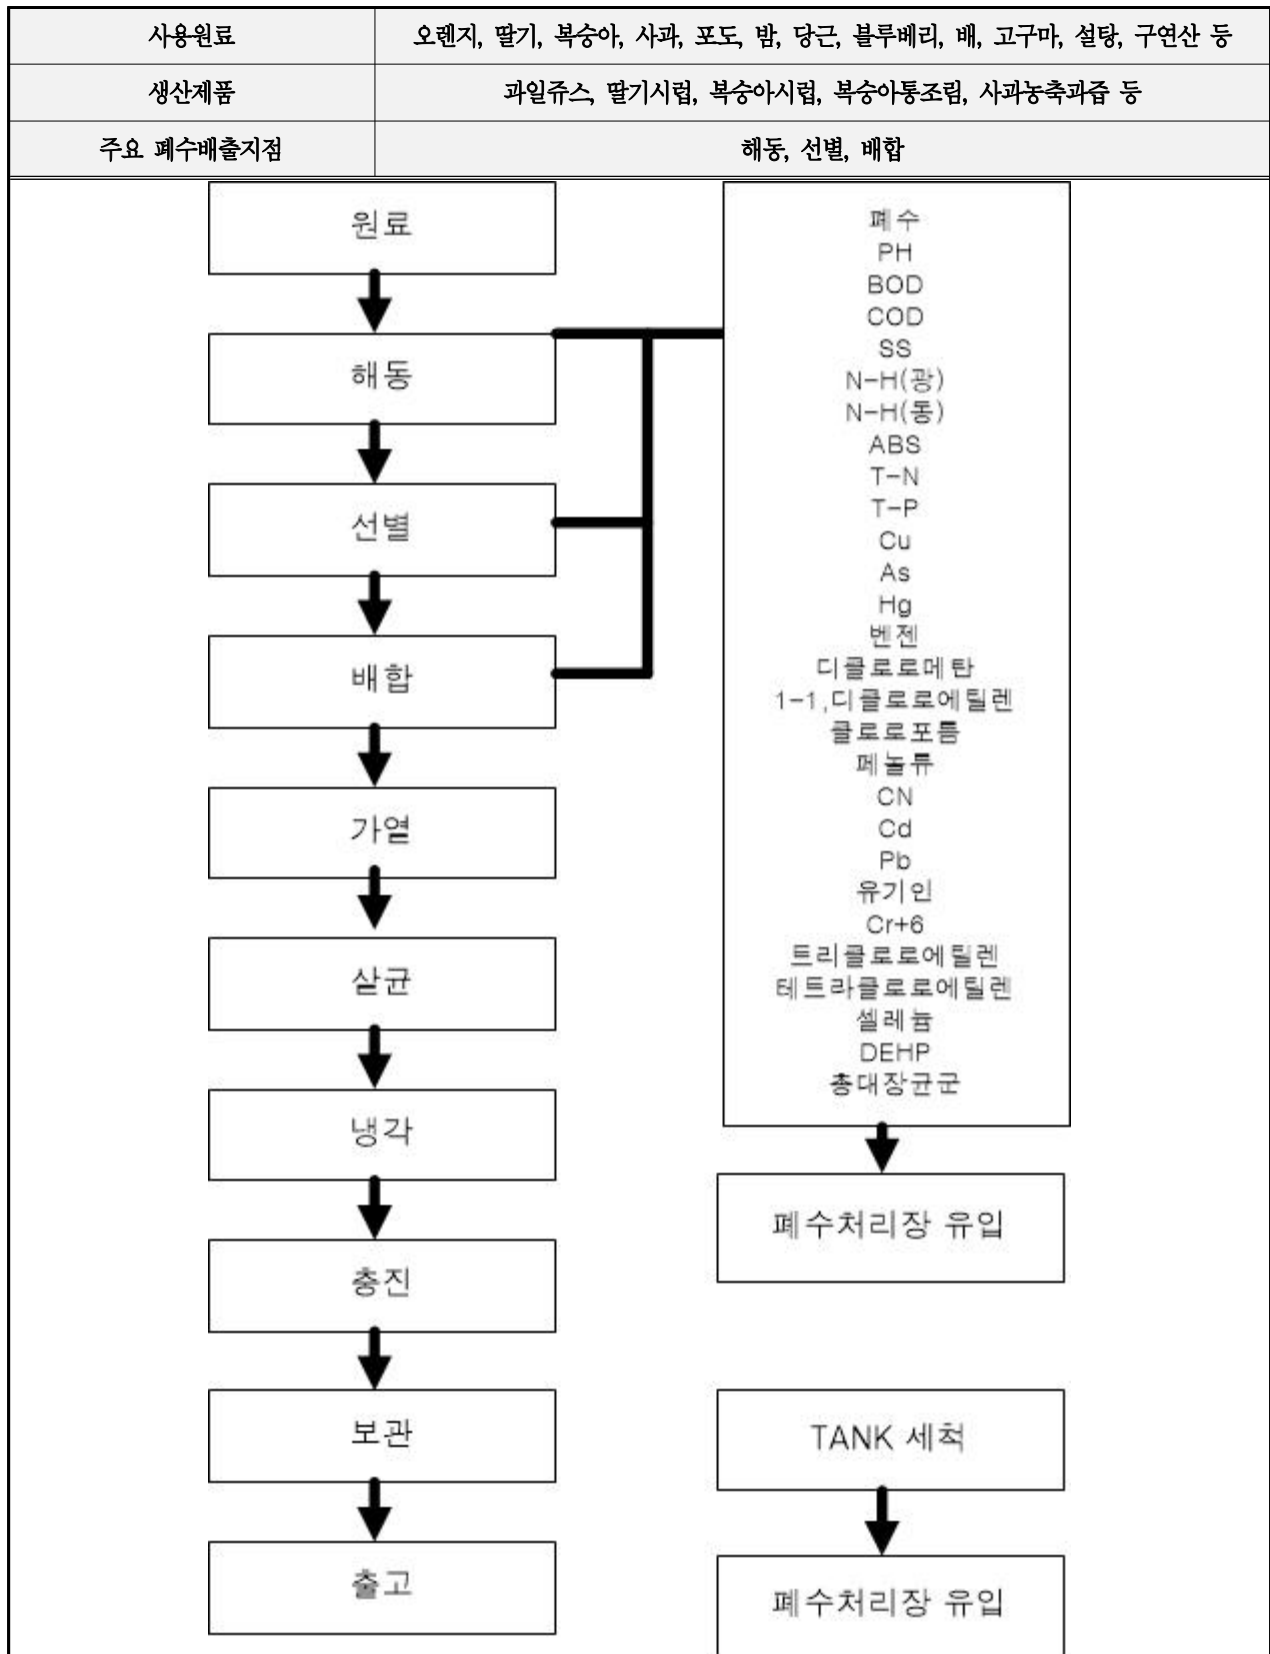 사용원료 오렌지, 딸기, 복숭아, 사과, 포도, 밤, 당근, 블루베리, 배, 고구마, 설탕, 구연산 등
생산제품 과일쥬스, 딸기시럽, 복숭아시럽, 복숭아통조림, 사과농축과즙 등
주요 폐수배출지점 해동, 선별, 배합
원료
해동
선별
배합
가열
살균
냉각
충진
보관
출고
폐수
PH
BOD
COD
SS
N-H(광)
N-H(동)
ABS
T-N
T-P
Cu
As
Hg
벤젠
디클로로메탄
1-1,디클로로에틸렌
클로로포름
페놀류
CN
Cd
Pb
유기인
Cr+6
트리클로로에틸렌
테트라클로로에틸렌
셀레늄
DEHP
총대장균군
폐수처리장 유입
TANK 세척
폐수처리장 유입